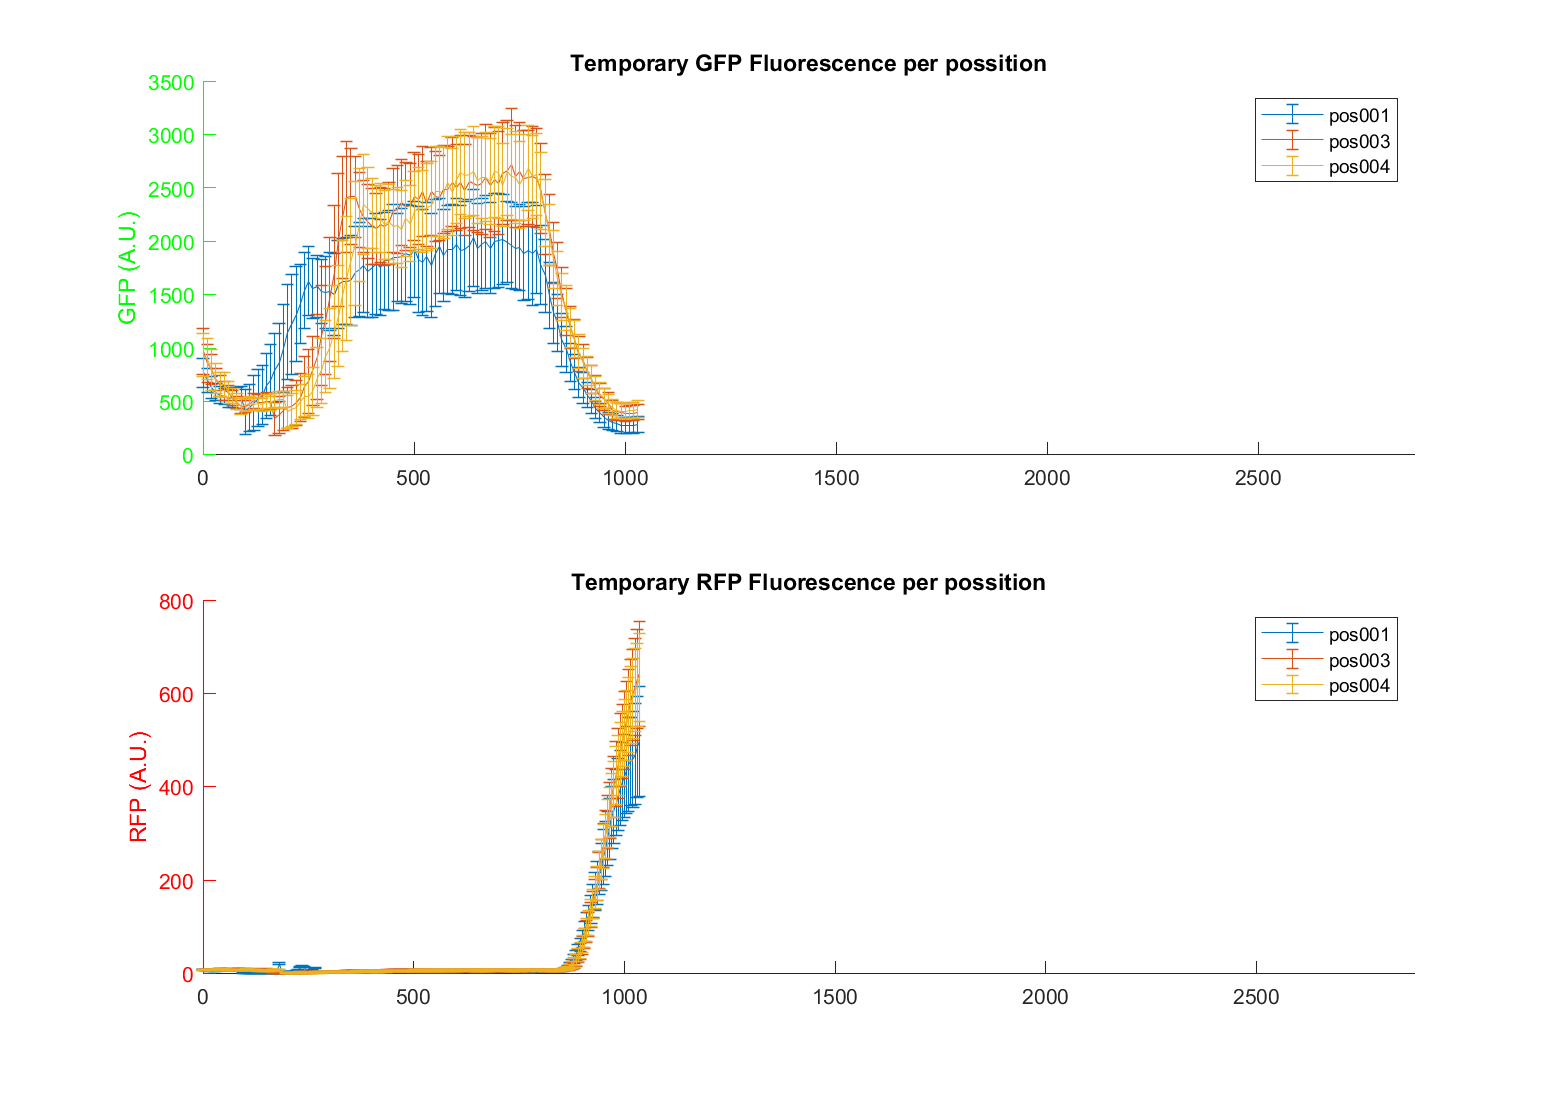 Temporary GFP Fluorescence per possition
GFP (A.U.)
3500
3000
2500
2000
1500
1000
500
0
0 500 1000 1500 2000 2500
pos001
pos003
pos004
Temporary RFP Fluorescence per possition
RFP (A.U.)
800
600
400
200
0
0 500 1000 1500 2000 2500
pos001
pos003
pos004